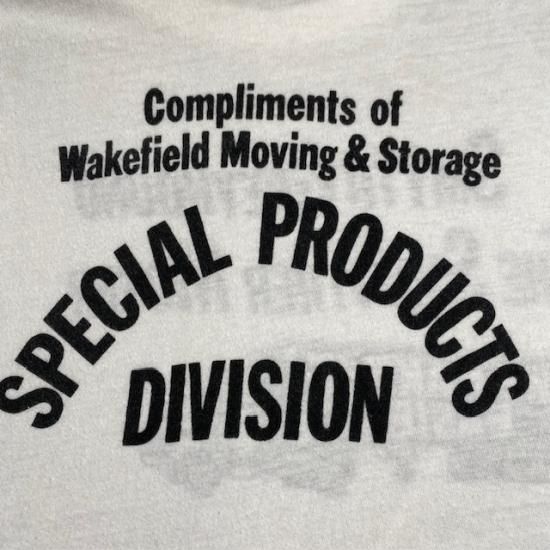 Compliments of
Wakefield Moving & Storage
SPECIAL PRODUCTS
DIVISION